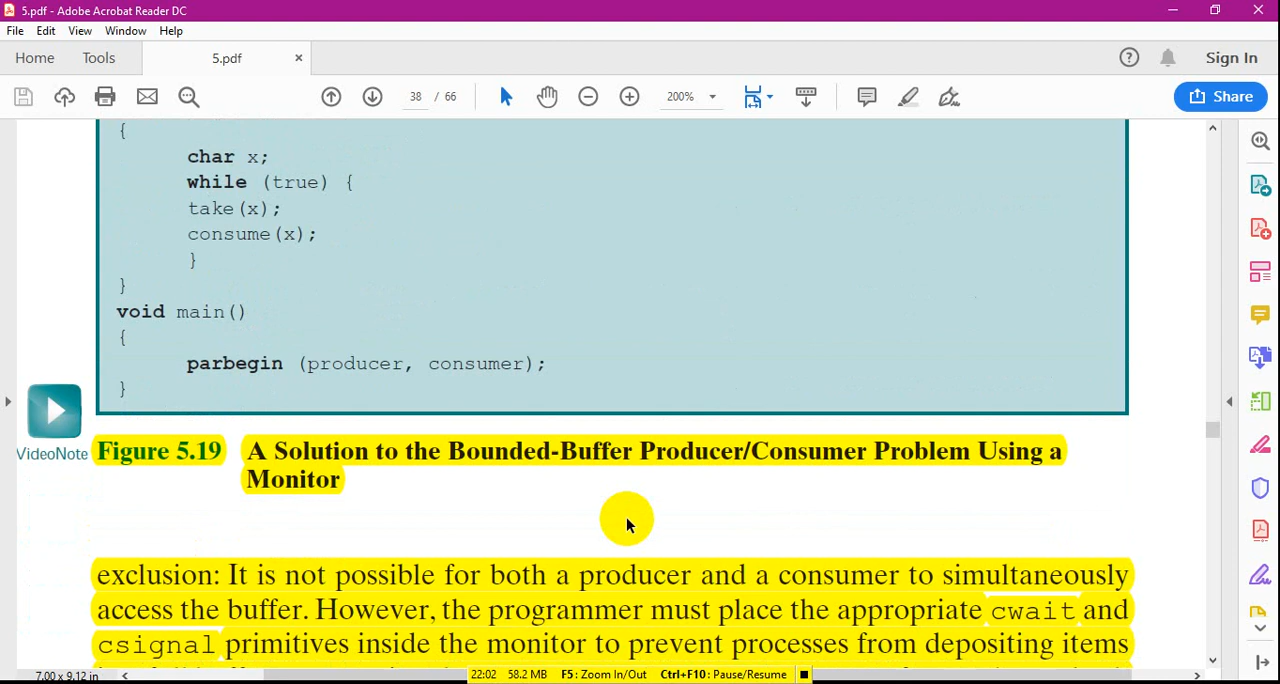 5.pdf - Adobe Acrobat Reader DC
File Edit View Window Help
Home Tools 5.pdf × Sign In
38 / 66 200% Share
{
char x;
while (true) {
take(x);
consume(x);
}
}
void main()
{
parbegin (producer, consumer);
}
VideoNote
Figure 5.19 A Solution to the Bounded-Buffer Producer/Consumer Problem Using a
Monitor
exclusion: It is not possible for both a producer and a consumer to simultaneously
access the buffer. However, the programmer must place the appropriate cwait and
csignal primitives inside the monitor to prevent processes from depositing items
7.00 x 9.12 in
22:02 58.2 MB F5: Zoom In/Out Ctrl+F10: Pause/Resume